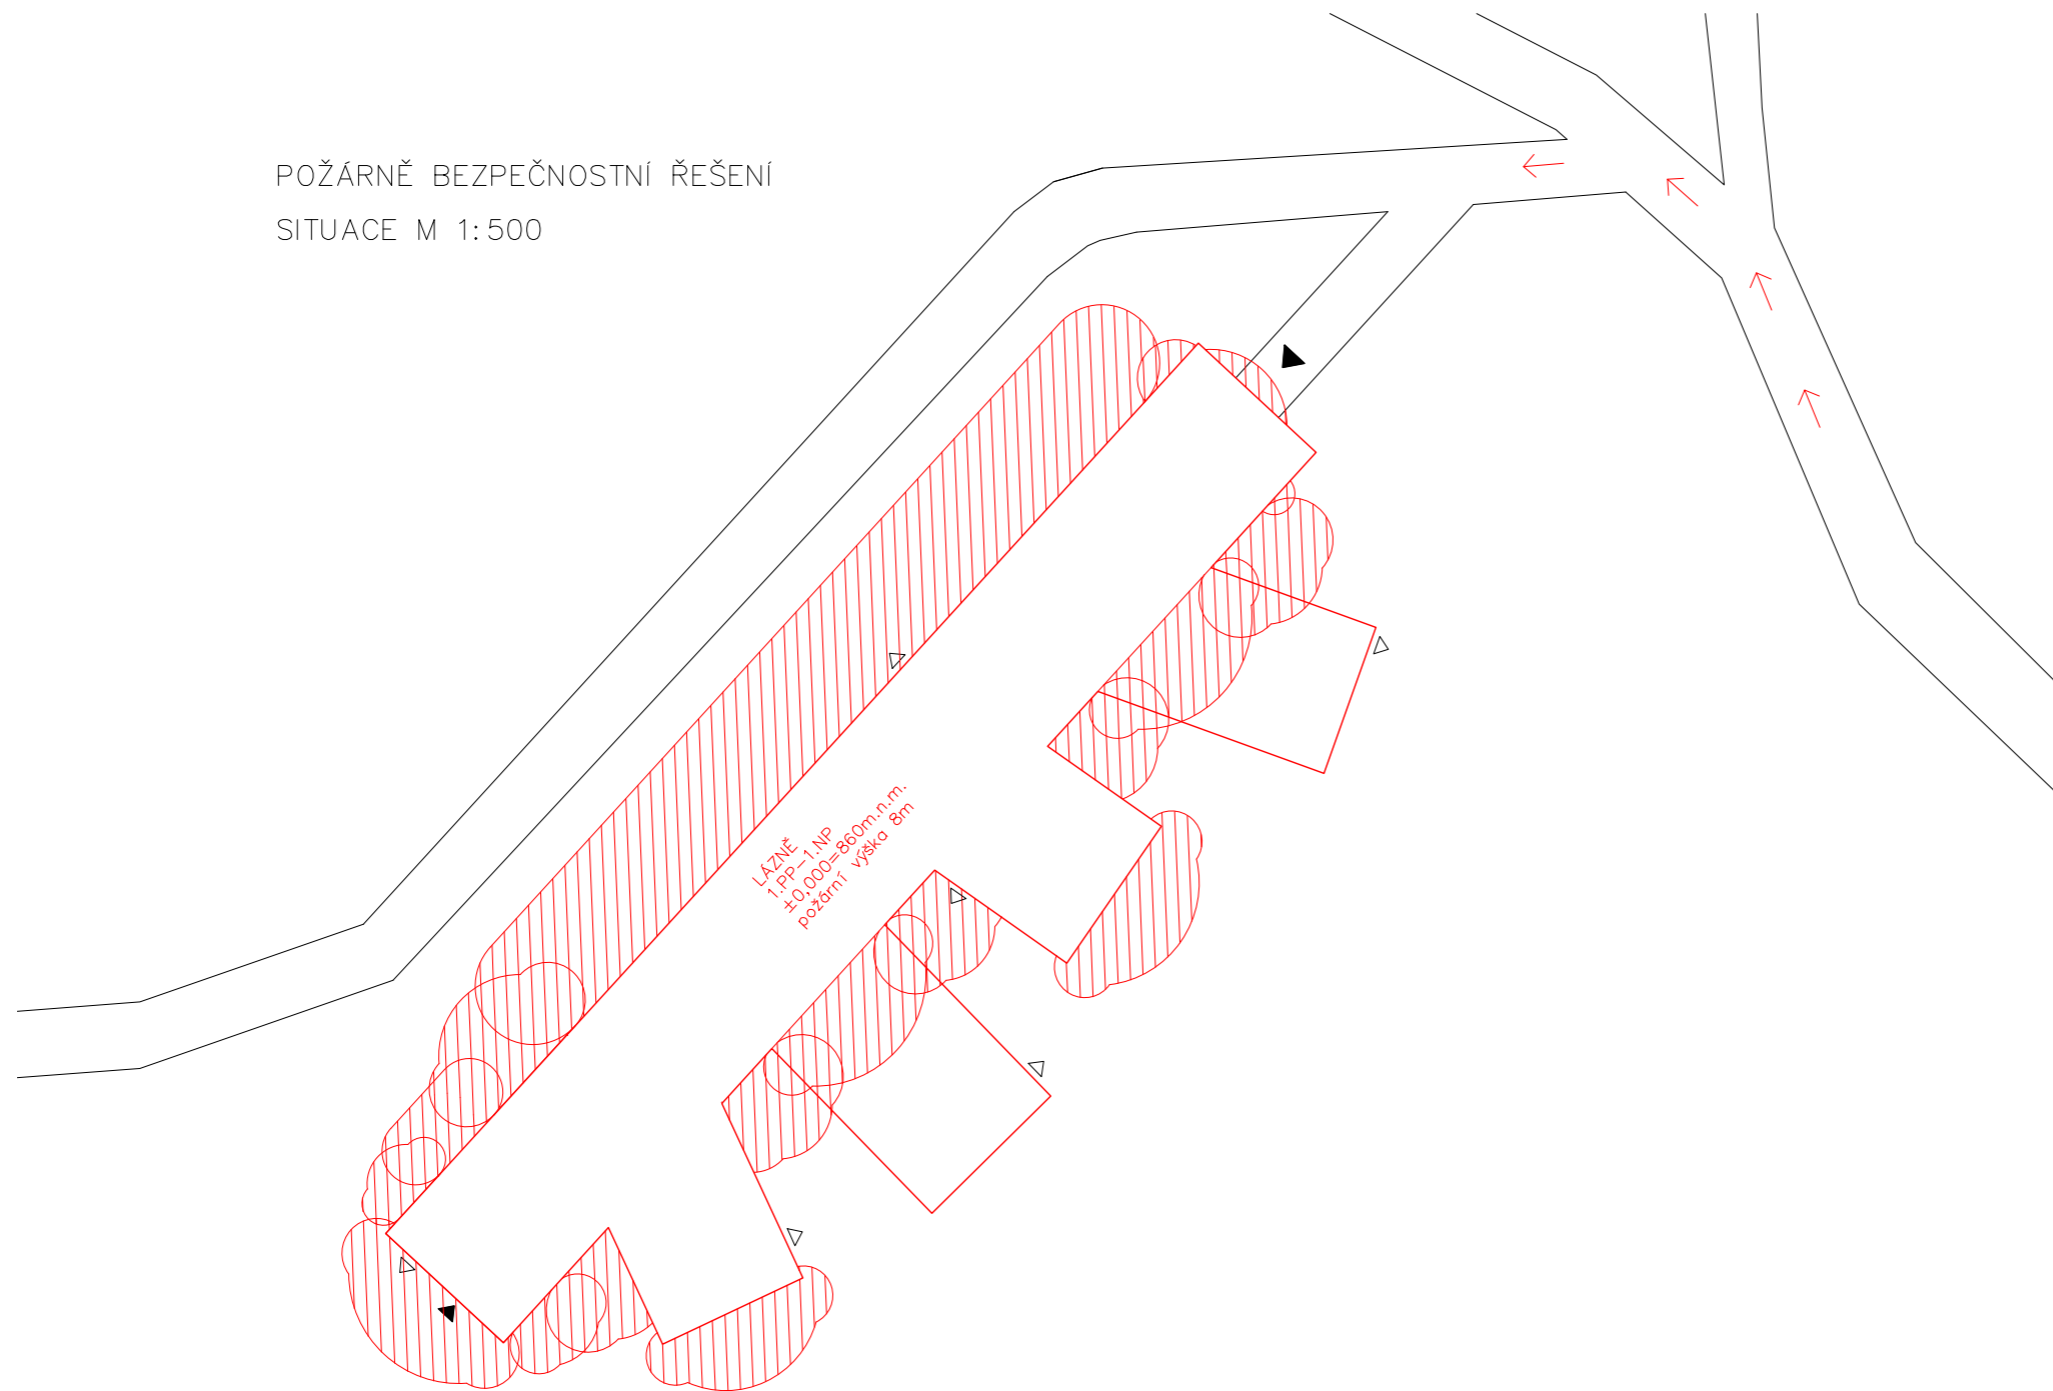 POŽÁRNĚ BEZPEČNOSTNÍ ŘEŠENÍ
SITUACE M 1:500
LÁZNĚ
1.PP-1.NP
±0,000=860m.n.m.
požární výška 8m